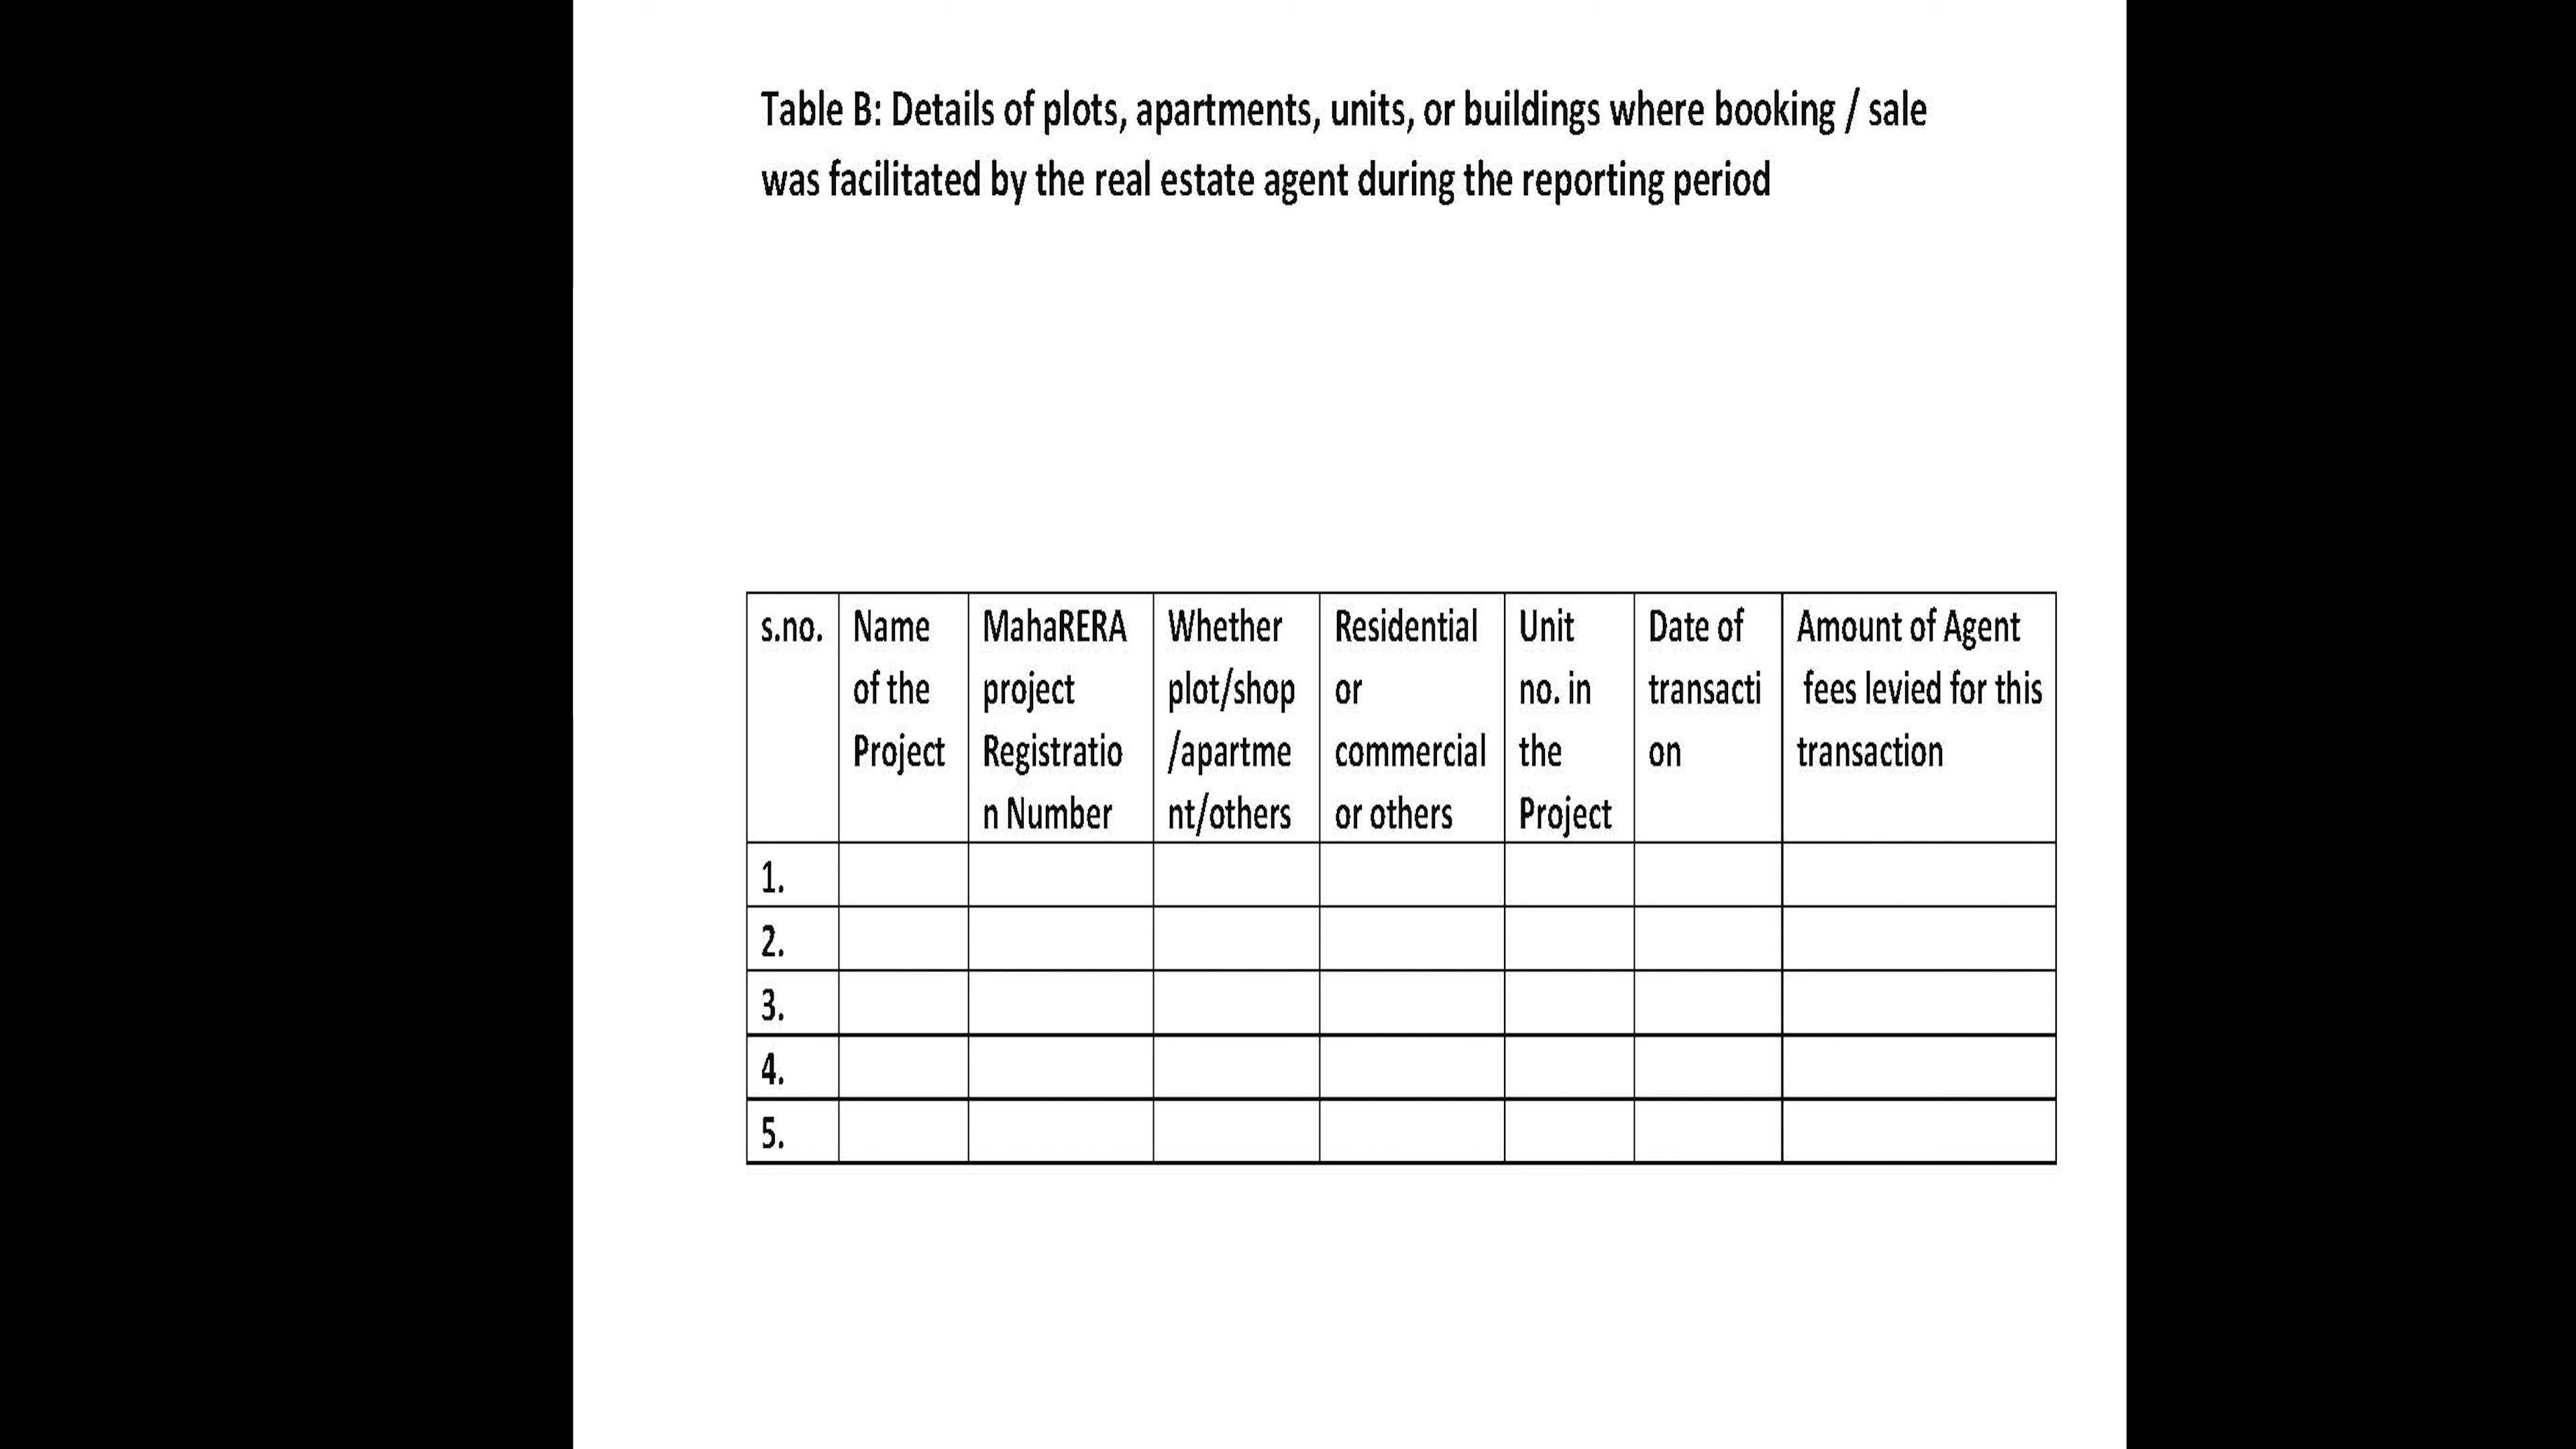 Table B: Details of plots, apartments, units, or buildings where booking / sale
was facilitated by the real estate agent during the reporting period
s.no.
Name
of the
Project
MahaRERA
project
Registratio
n Number
Whether
plot/shop
/apartme
nt/others
Residential
or
commercial
or others
Unit
no. in
the
Project
Date of
transacti
on
Amount of Agent
fees levied for this
transaction
1.
2.
3.
4.
5.